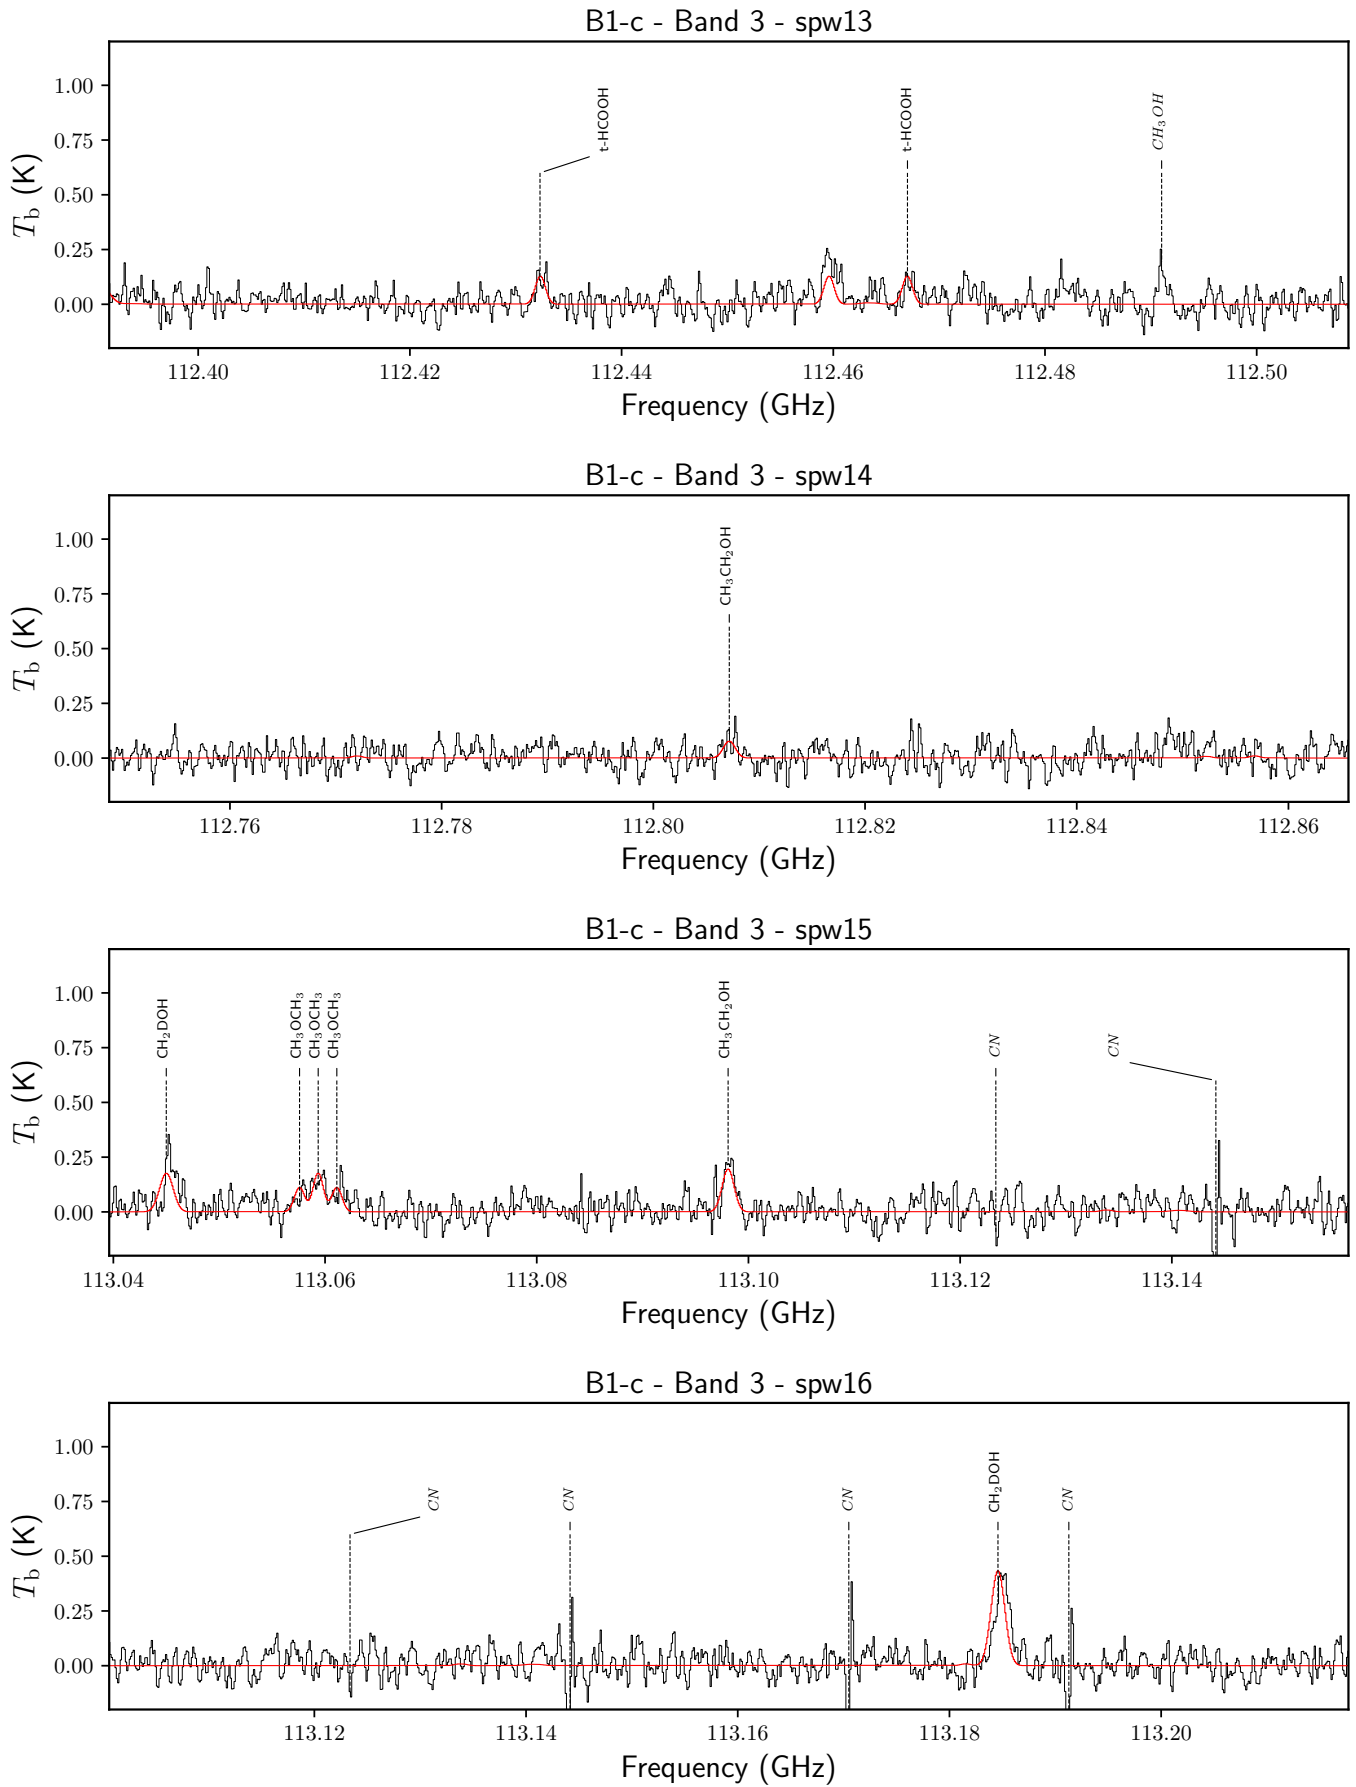 B1-c - Band 3 - spw13
t-HCOOH
t-HCOOH
CH₃OH
1.00
0.75
0.50
0.25
0.00
T_b (K)
112.40 112.42 112.44 112.46 112.48 112.50
Frequency (GHz)
B1-c - Band 3 - spw14
CH₃CH₂OH
1.00
0.75
0.50
0.25
0.00
T_b (K)
112.76 112.78 112.80 112.82 112.84 112.86
Frequency (GHz)
B1-c - Band 3 - spw15
CH₂DOH
CH₃OCH₃
CH₃OCH₃
CH₃OCH₃
CH₃CH₂OH
CN
CN
1.00
0.75
0.50
0.25
0.00
T_b (K)
113.04 113.06 113.08 113.10 113.12 113.14
Frequency (GHz)
B1-c - Band 3 - spw16
CN
CN
CN
CH₂DOH
CN
1.00
0.75
0.50
0.25
0.00
T_b (K)
113.12 113.14 113.16 113.18 113.20
Frequency (GHz)